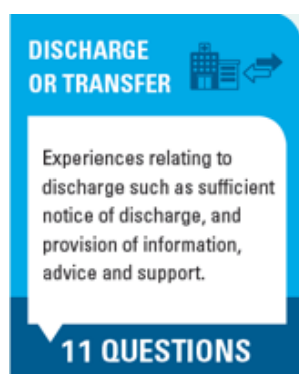 DISCHARGE
OR TRANSFER
Experiences relating to
discharge such as sufficient
notice of discharge, and
provision of information,
advice and support.
11 QUESTIONS